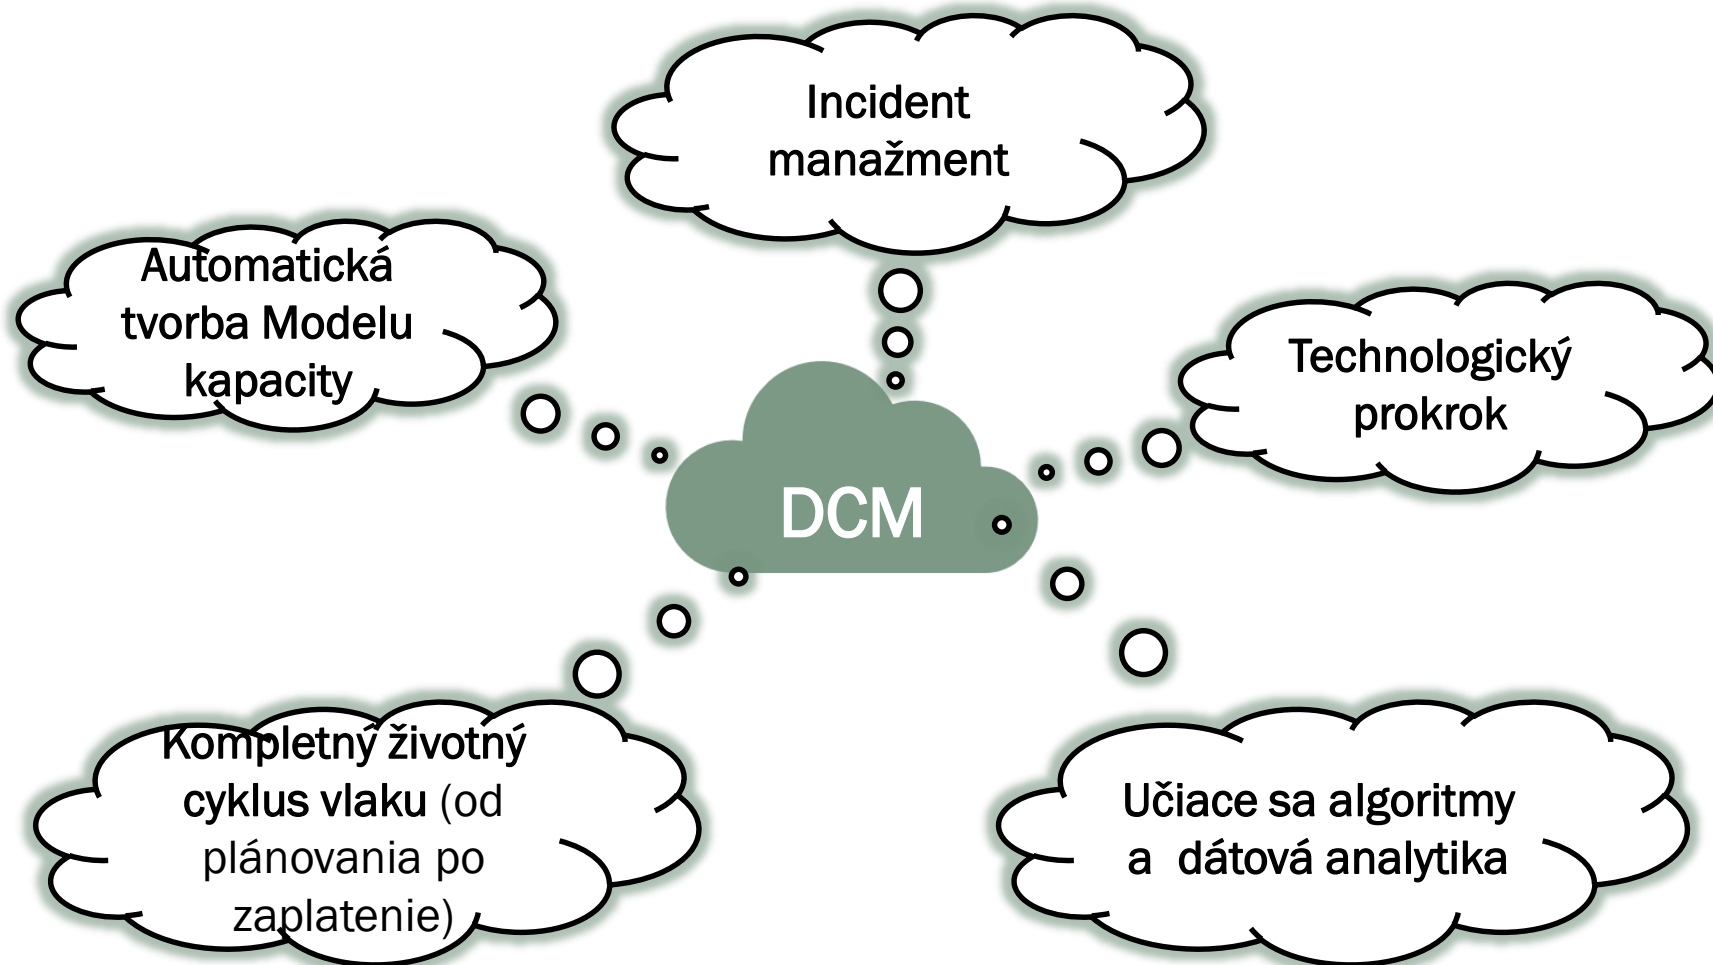 Incident
manažment
Automatická
tvorba Modelu
kapacity
Technologický
prokrok
DCM
Kompletný životný
cyklus vlaku (od
plánovania po
zaplatenie)
Učiace sa algoritmy
a  dátová analytika